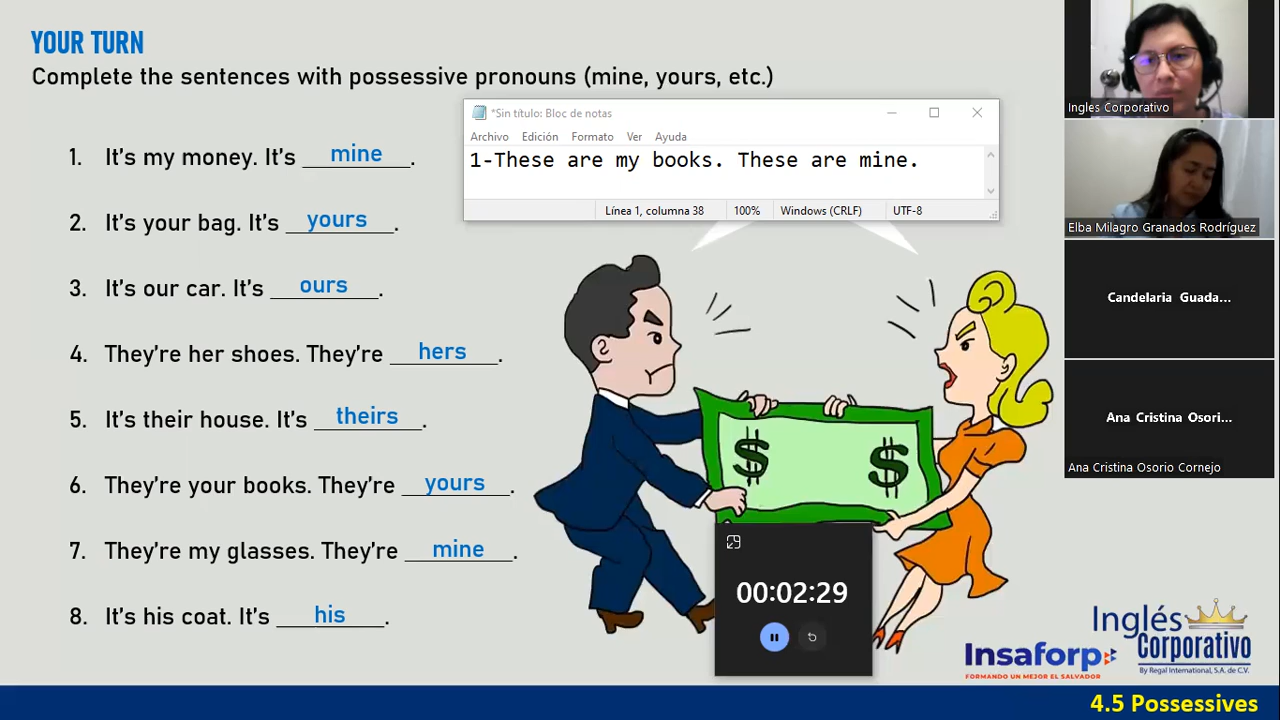 YOUR TURN
Complete the sentences with possessive pronouns (mine, yours, etc.)
1. It's my money. It's mine.
2. It's your bag. It's yours.
3. It's our car. It's ours.
4. They're her shoes. They're hers.
5. It's their house. It's theirs.
6. They're your books. They're yours.
7. They're my glasses. They're mine.
8. It's his coat. It's his.
*Sin título: Bloc de notas
Archivo Edición Formato Ver Ayuda
1-These are my books. These are mine.
Línea 1, columna 38 100% Windows (CRLF) UTF-8
$ $
00:02:29
Ingles Corporativo
Elba Milagro Granados Rodríguez
Candelaria Guada...
Ana Cristina Osori...
Ana Cristina Osorio Cornejo
Insaforp
FORMANDO UN MEJOR EL SALVADOR
Inglés
Corporativo
By Regal International, S.A. de C.V.
4.5 Possessives